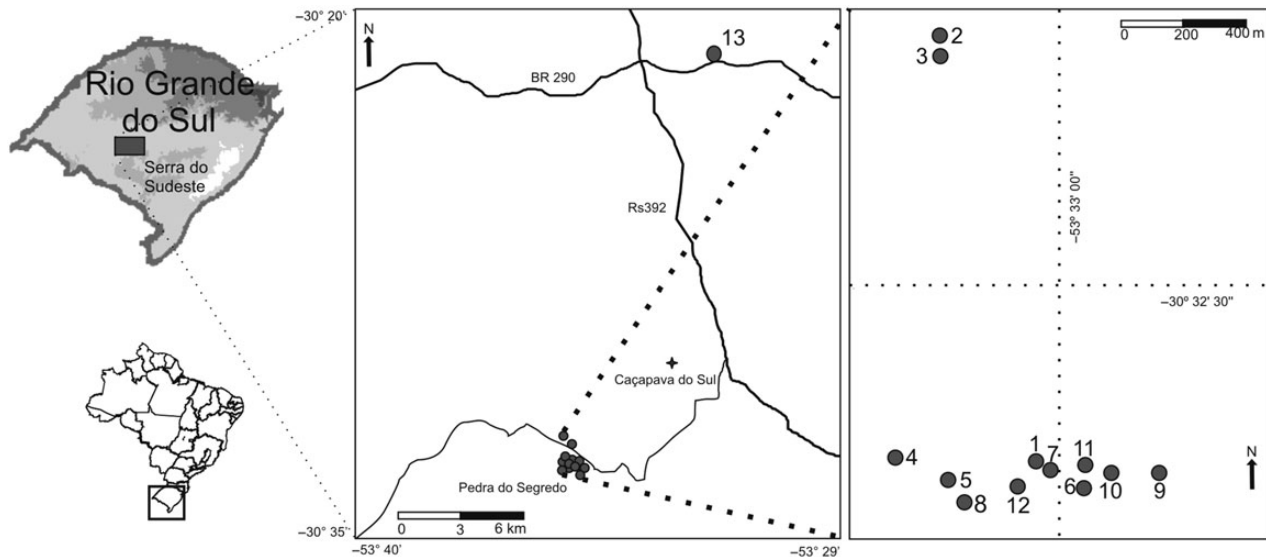 Rio Grande
do Sul
Serra do
Sudeste
–30° 20'
N
13
BR 290
Rs392
Caçapava do Sul
Pedra do Segredo
0 3 6 km
–30° 35'
–53° 40'
–53° 29'
2
3
0 200 400 m
–53° 33' 00"
–30° 32' 30"
4
5
8
12
1
7
11
6
10
9
N